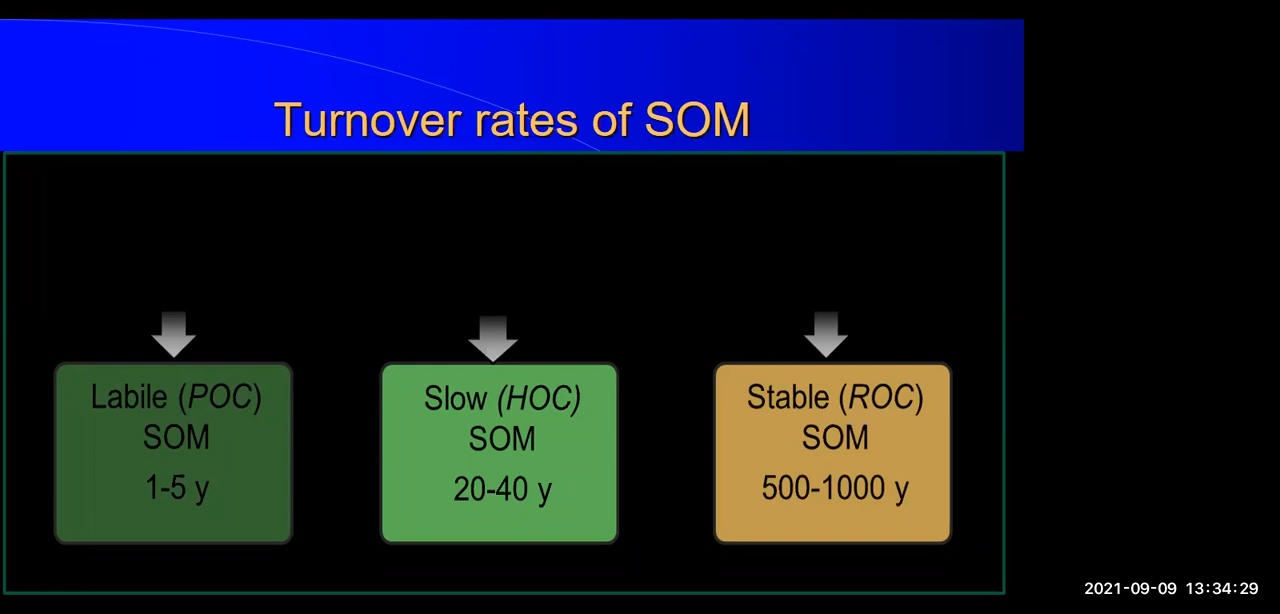 Turnover rates of SOM
Labile (POC)
SOM
1-5 y
Slow (HOC)
SOM
20-40 y
Stable (ROC)
SOM
500-1000 y
2021-09-09 13:34:29